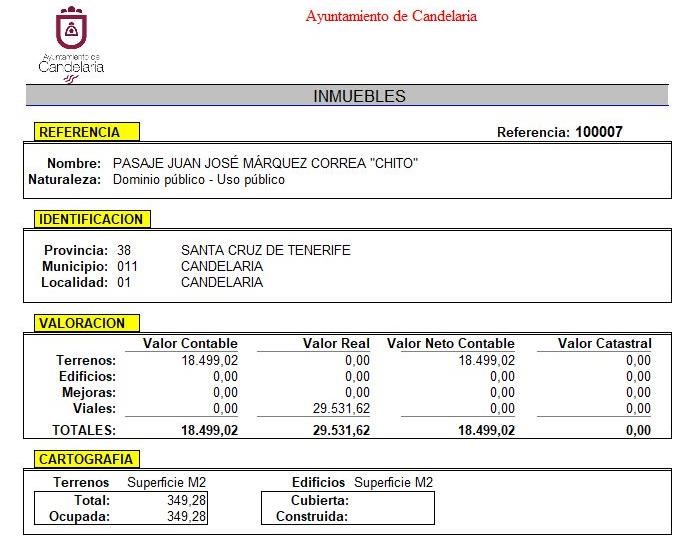 Ayuntamiento de Candelaria
Ayuntamiento de
Candelaria
INMUEBLES
REFERENCIA Referencia: 100007
Nombre: PASAJE JUAN JOSÉ MÁRQUEZ CORREA "CHITO"
Naturaleza: Dominio público - Uso público
IDENTIFICACION
Provincia: 38 SANTA CRUZ DE TENERIFE
Municipio: 011 CANDELARIA
Localidad: 01 CANDELARIA
VALORACION
Valor Contable Valor Real Valor Neto Contable Valor Catastral
Terrenos: 18.499,02 0,00 18.499,02 0,00
Edificios: 0,00 0,00 0,00 0,00
Mejoras: 0,00 0,00 0,00 0,00
Viales: 0,00 29.531,62 0,00 0,00
TOTALES: 18.499,02 29.531,62 18.499,02 0,00
CARTOGRAFIA
Terrenos Superficie M2 Edificios Superficie M2
Total: 349,28 Cubierta:
Ocupada: 349,28 Construida: